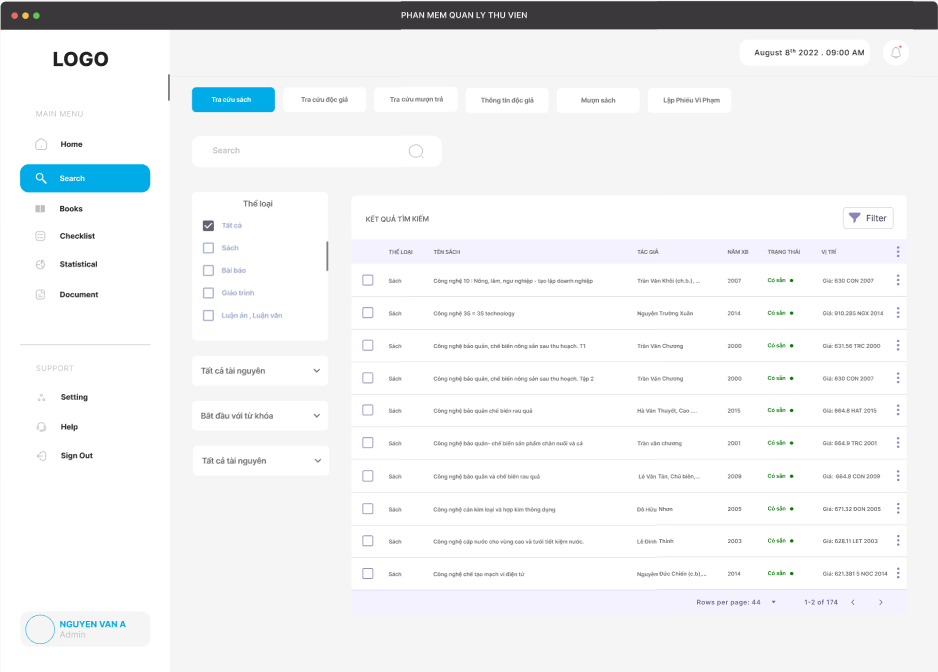 PHAN MEM QUAN LY THU VIEN
LOGO
August 8th 2022 . 09:00 AM
MAIN MENU
Home
Search
Books
Checklist
Statistical
Document
SUPPORT
Setting
Help
Sign Out
NGUYEN VAN A
Admin
Tra cứu sách Tra cứu độc giả Tra cứu mượn trả Thông tin độc giả Mượn sách Lập Phiếu Vi Phạm
Search
Thể loại
Tất cả
Sách
Bài báo
Giáo trình
Luận án , Luận văn
Tất cả tài nguyên
Bắt đầu với từ khóa
Tất cả tài nguyên
KẾT QUẢ TÌM KIẾM
Filter
THỂ LOẠI TÊN SÁCH TÁC GIẢ NĂM XB TRẠNG THÁI VỊ TRÍ
Sách Công nghệ 10 : Nông, lâm, ngư nghiệp - tạo lập doanh nghiệp Trần Văn Khôi (ch.b.), ... 2007 Có sẵn Giá: 630 CON 2007
Sách Công nghệ 3S = 3S technology Nguyễn Trường Xuân 2014 Có sẵn Giá: 910.285 NGX 2014
Sách Công nghệ bảo quản, chế biến nông sản sau thu hoạch. T1 Trần Văn Chương 2000 Có sẵn Giá: 631.56 TRC 2000
Sách Công nghệ bảo quản, chế biến nông sản sau thu hoạch. Tập 2 Trần Văn Chương 2000 Có sẵn Giá: 630 CON 2007
Sách Công nghệ bảo quản chế biến rau quả Hà Văn Thuyết, Cao .... 2015 Có sẵn Giá: 664.8 HAT 2015
Sách Công nghệ bảo quản- chế biến sản phẩm chăn nuôi và cá Trần văn chương 2001 Có sẵn Giá: 664.9 TRC 2001
Sách Công nghệ bảo quản và chế biến rau quả Lê Văn Tán, Chủ biên,... 2009 Có sẵn Giá: 664.8 CON 2009
Sách Công nghệ cán kim loại và hợp kim thông dụng Đỗ Hữu Nhơn 2005 Có sẵn Giá: 671.32 ĐON 2005
Sách Công nghệ cấp nước cho vùng cao và tưới tiết kiệm nước. Lê Đình Thỉnh 2003 Có sẵn Giá: 628.11 LET 2003
Sách Công nghệ chế tạo mạch vi điện tử Nguyễn Đức Chiến (c.b),... 2014 Có sẵn Giá: 621.381 5 NGC 2014
Rows per page: 44 1-2 of 174